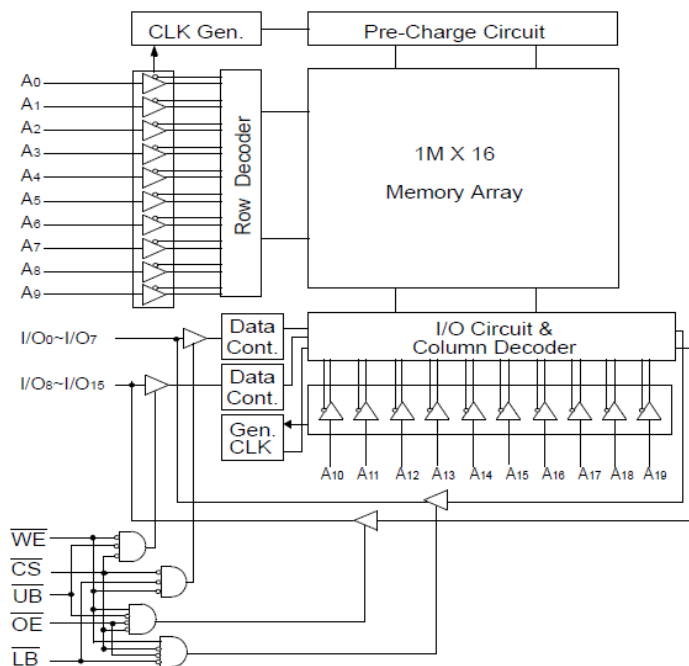 CLK Gen.
Pre-Charge Circuit
A0
A1
A2
A3
A4
A5
A6
A7
A8
A9
Row Decoder
1M X 16
Memory Array
I/O0~I/O7
Data
Cont.
I/O Circuit &
Column Decoder
I/O8~I/O15
Data
Cont.
Gen.
CLK
A10 A11 A12 A13 A14 A15 A16 A17 A18 A19
WE
CS
UB
OE
LB